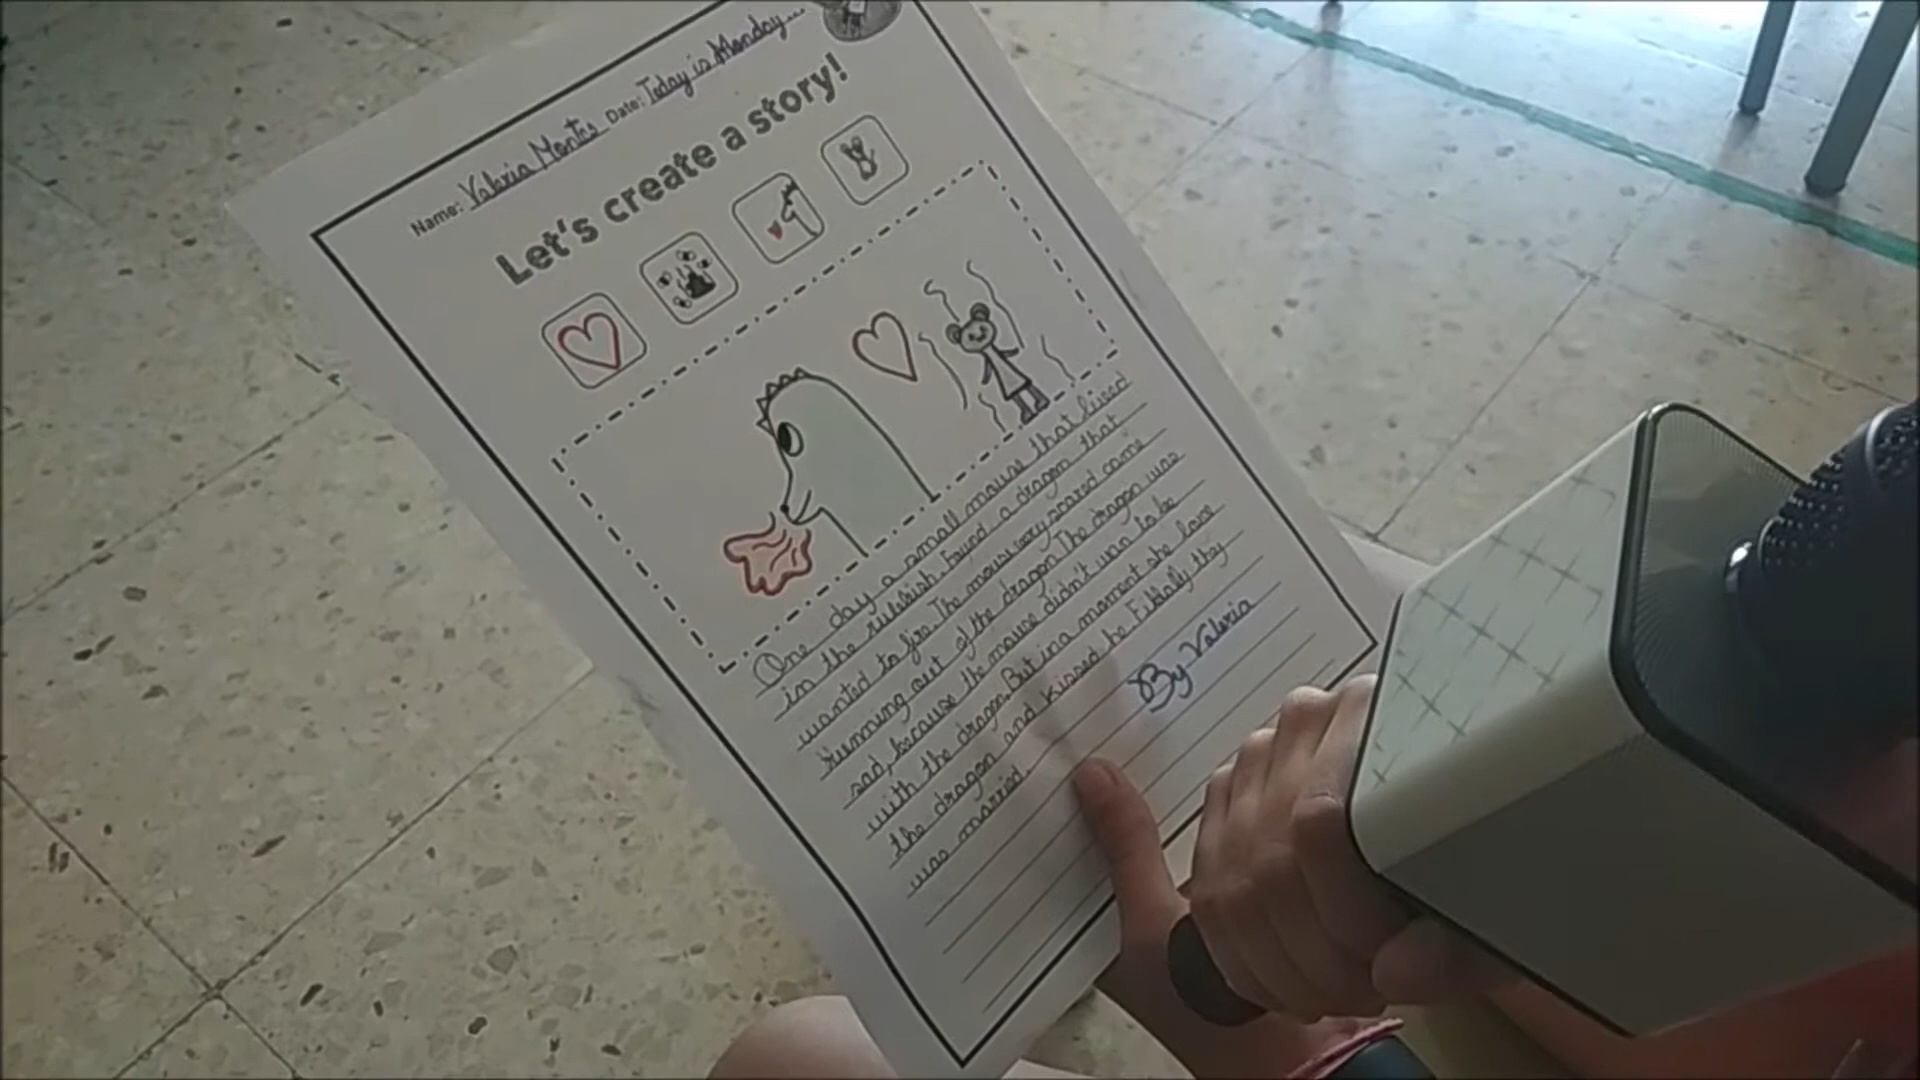 Name: Valeria Montes Date: Today is Monday...
Let's create a story!
One day a small mouse that lived
in the rubbish. Found a dragon that
wanted to fire. The mouse very scared came
running out of the dragon. The dragon was
sad, because the mouse didn't wan to be
with the dragon. But in a moment she love
the dragon and kissed he. Finally they
was married.
By Valeria